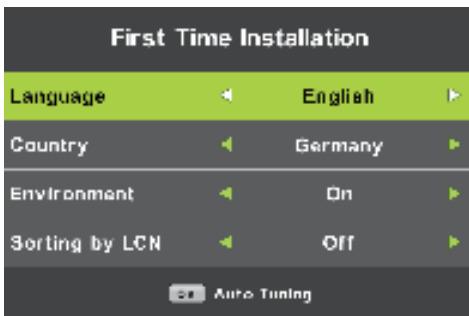 First Time Installation
Language English
Country Germany
Environment On
Sorting by LCN Off
Auto Tuning